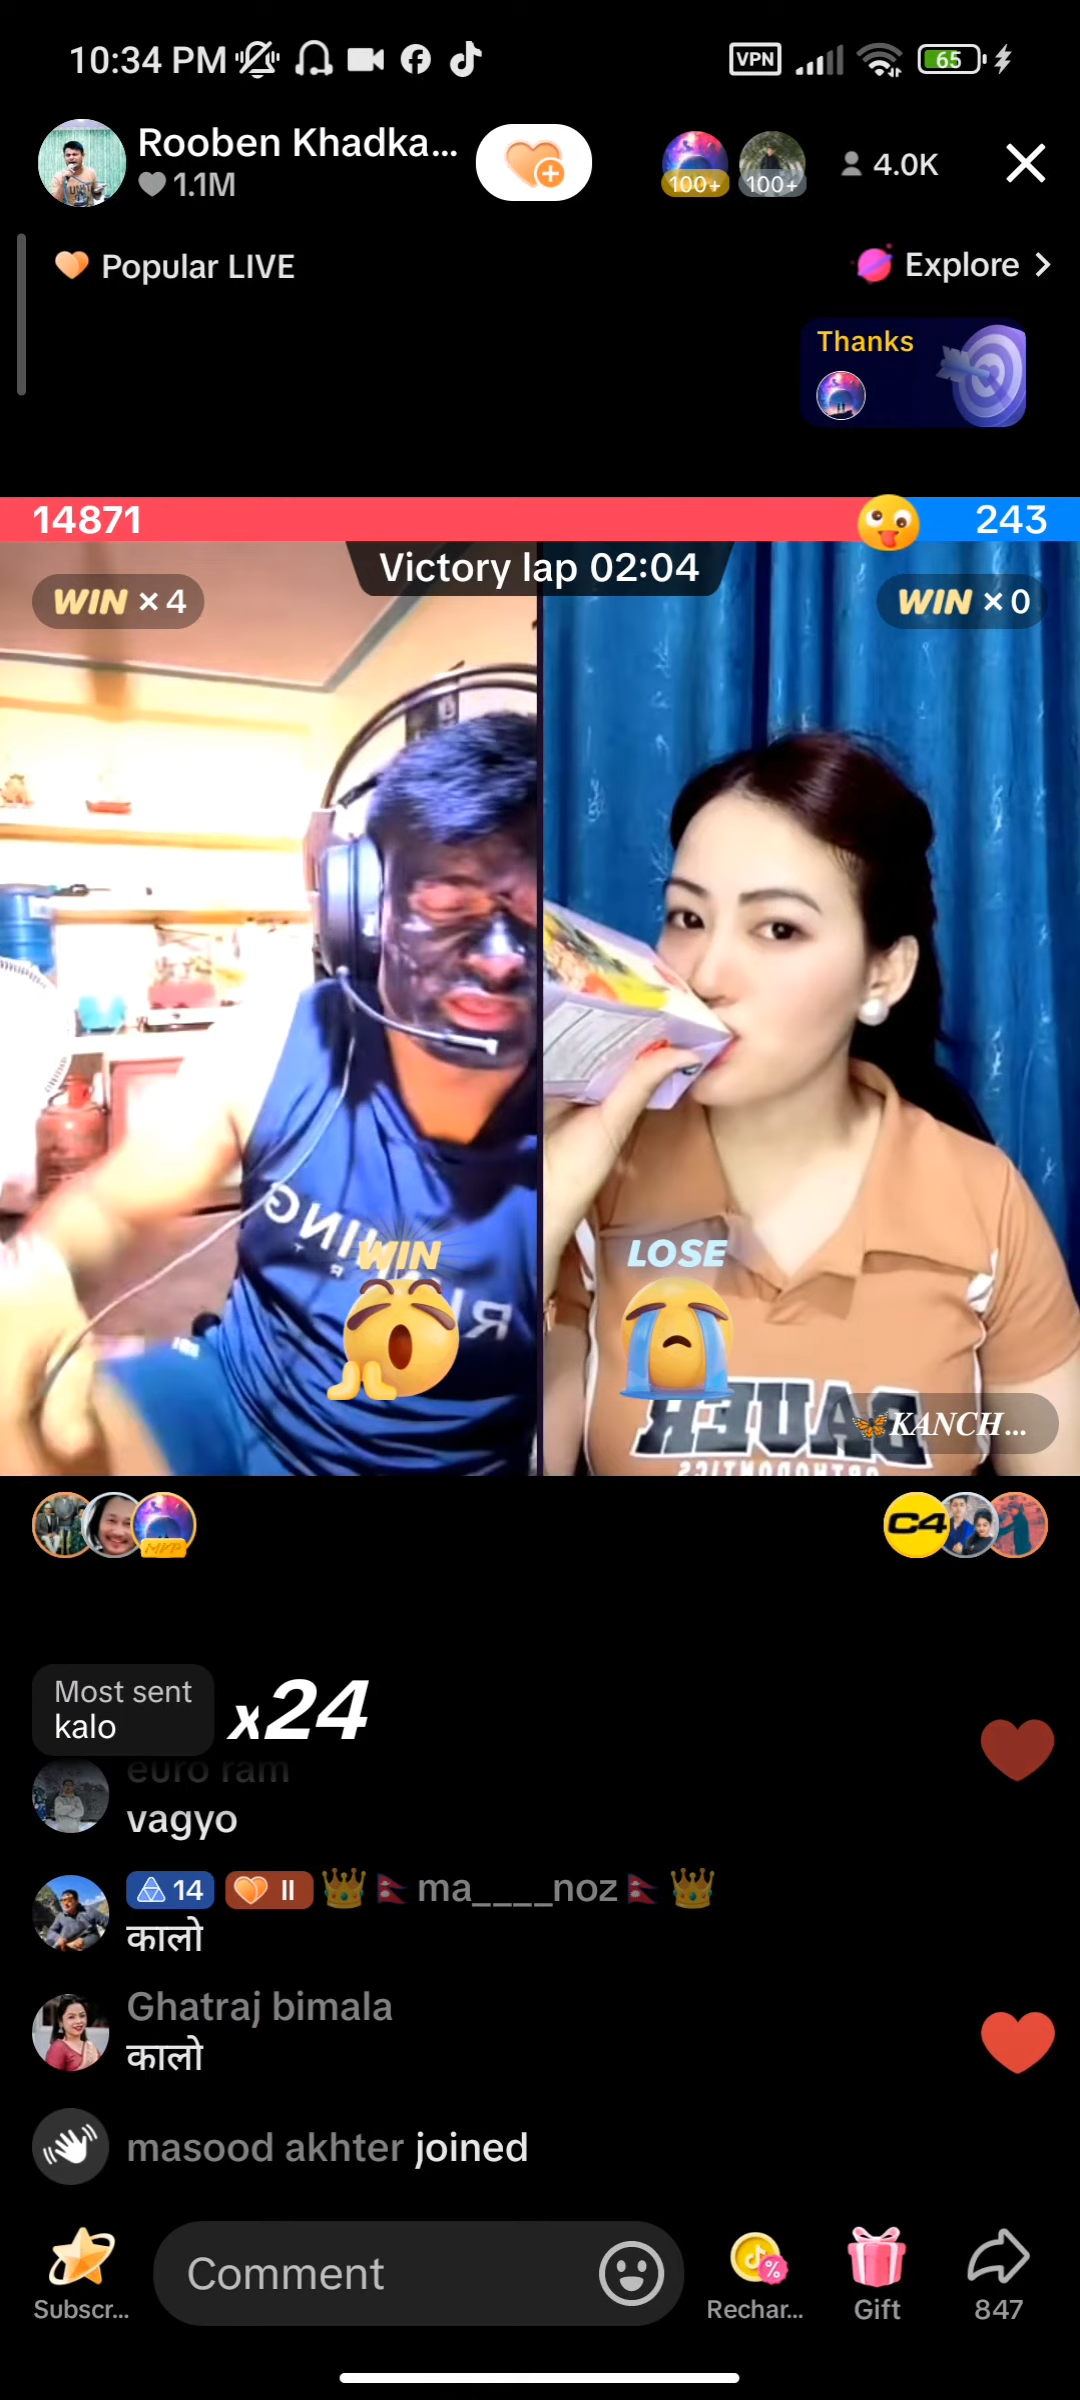 10:34 PM
VPN
65
Rooben Khadka...
1.1M
100+
100+
4.0K
Popular LIVE
Explore
Thanks
14871
243
Victory lap 02:04
WIN × 4
WIN × 0
WIN
LOSE
KANCH...
MVP
C4
Most sent
kalo
x24
euro ram
vagyo
14 II ma____noz
कालो
Ghatraj bimala
कालो
masood akhter joined
Subscr...
Comment
Rechar...
Gift
847